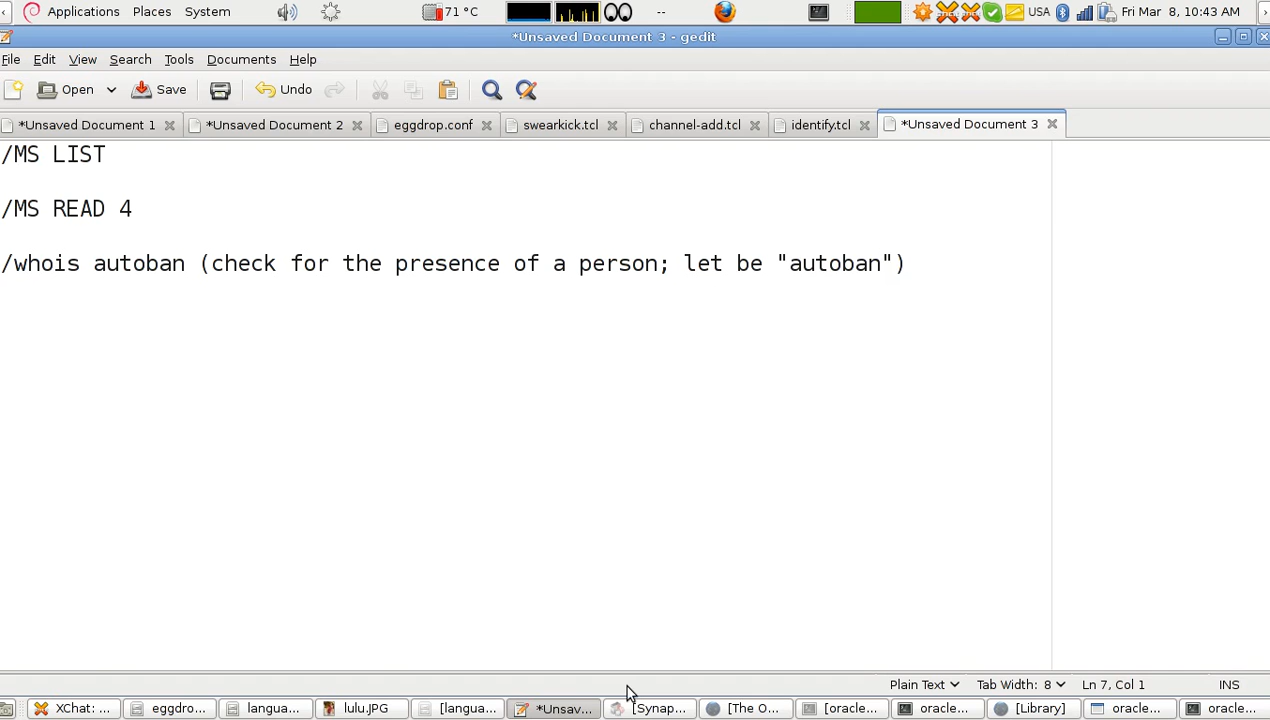 Applications Places System 71 °C -- USA Fri Mar 8, 10:43 AM
*Unsaved Document 3 - gedit
File Edit View Search Tools Documents Help
Open Save Undo
*Unsaved Document 1 *Unsaved Document 2 eggdrop.conf swearkick.tcl channel-add.tcl identify.tcl *Unsaved Document 3
/MS LIST
/MS READ 4
/whois autoban (check for the presence of a person; let be "autoban")
Plain Text Tab Width: 8 Ln 7, Col 1 INS
XChat: ... eggdro... langua... lulu.JPG [langua... *Unsav... [Synap... [The O... [oracle... oracle... [Library] oracle... oracle...